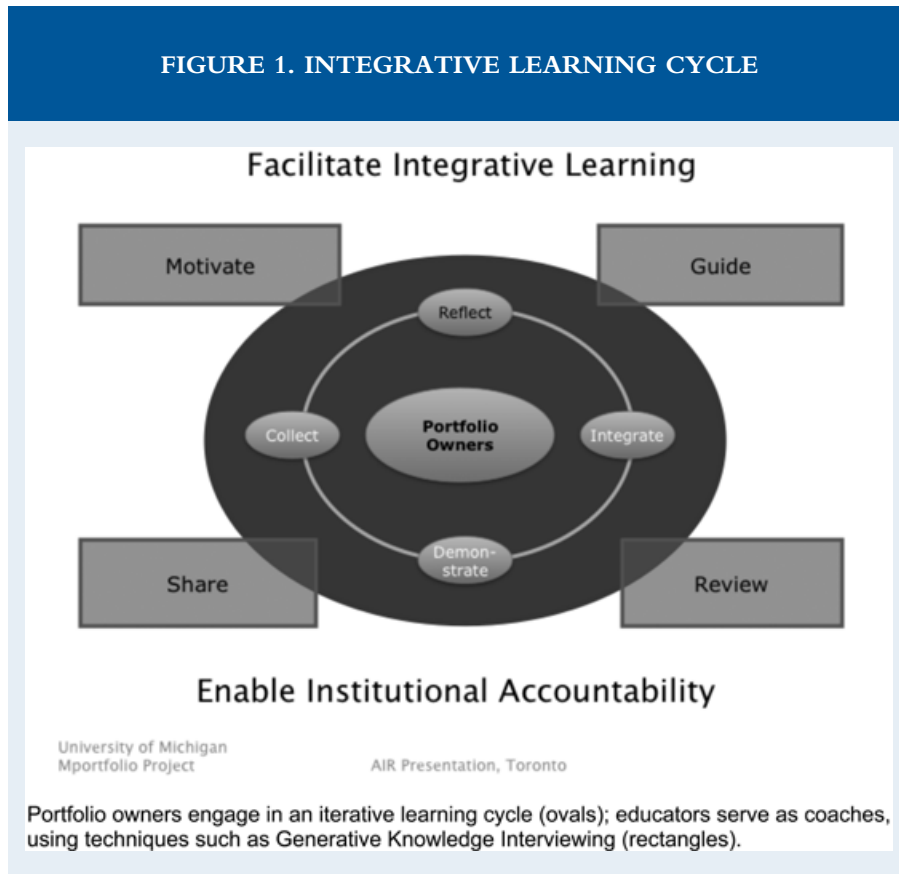 FIGURE 1. INTEGRATIVE LEARNING CYCLE
Facilitate Integrative Learning
Motivate
Guide
Reflect
Collect
Portfolio
Owners
Integrate
Demon-
strate
Share
Review
Enable Institutional Accountability
University of Michigan
Mportfolio Project
AIR Presentation, Toronto
Portfolio owners engage in an iterative learning cycle (ovals); educators serve as coaches,
using techniques such as Generative Knowledge Interviewing (rectangles).